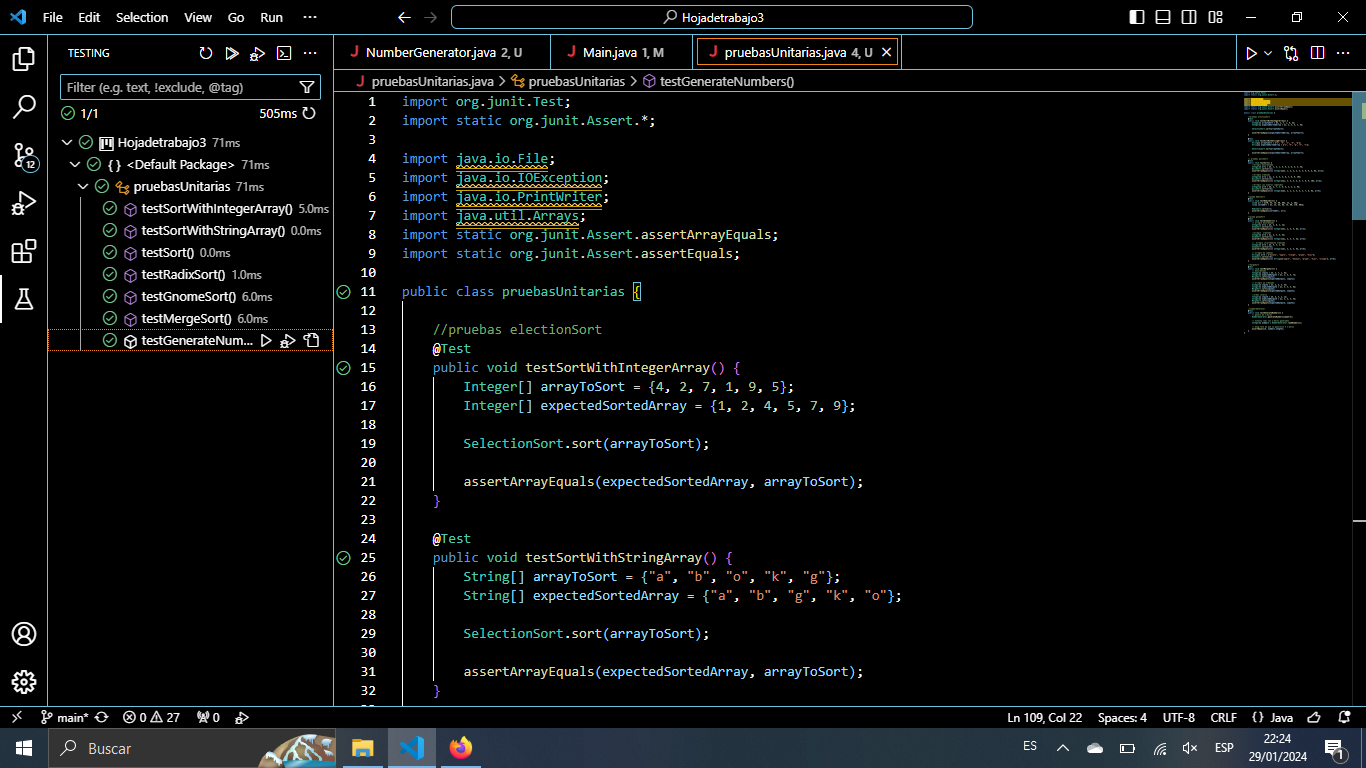 File Edit Selection View Go Run ··· Hojadetrabajo3
TESTING
Filter (e.g. text, !exclude, @tag)
1/1 505ms
Hojadetrabajo3 71ms
{ } <Default Package> 71ms
pruebasUnitarias 71ms
testSortWithIntegerArray() 5.0ms
testSortWithStringArray() 0.0ms
testSort() 0.0ms
testRadixSort() 1.0ms
testGnomeSort() 6.0ms
testMergeSort() 6.0ms
testGenerateNum...
J NumberGenerator.java 2, U J Main.java 1, M J pruebasUnitarias.java 4, U
J pruebasUnitarias.java > pruebasUnitarias > testGenerateNumbers()
1 import org.junit.Test;
2 import static org.junit.Assert.*;
3
4 import java.io.File;
5 import java.io.IOException;
6 import java.io.PrintWriter;
7 import java.util.Arrays;
8 import static org.junit.Assert.assertArrayEquals;
9 import static org.junit.Assert.assertEquals;
10
11 public class pruebasUnitarias {
12
13 //pruebas electionSort
14 @Test
15 public void testSortWithIntegerArray() {
16 Integer[] arrayToSort = {4, 2, 7, 1, 9, 5};
17 Integer[] expectedSortedArray = {1, 2, 4, 5, 7, 9};
18
19 SelectionSort.sort(arrayToSort);
20
21 assertArrayEquals(expectedSortedArray, arrayToSort);
22 }
23
24 @Test
25 public void testSortWithStringArray() {
26 String[] arrayToSort = {"a", "b", "o", "k", "g"};
27 String[] expectedSortedArray = {"a", "b", "g", "k", "o"};
28
29 SelectionSort.sort(arrayToSort);
30
31 assertArrayEquals(expectedSortedArray, arrayToSort);
32 }
12
main* 0 27 0 Ln 109, Col 22 Spaces: 4 UTF-8 CRLF { } Java
Buscar ES ESP 22:24
29/01/2024 1